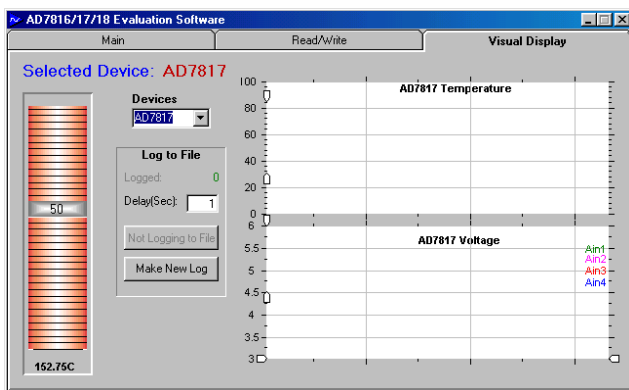 AD7816/17/18 Evaluation Software
Main
Read/Write
Visual Display
Selected Device: AD7817
50
152.75C
Devices
AD7817
Log to File
Logged: 0
Delay(Sec): 1
Not Logging to File
Make New Log
AD7817 Temperature
100
80
60
40
20
0
AD7817 Voltage
6
5.5
5
4.5
4
3.5
3
Ain1
Ain2
Ain3
Ain4